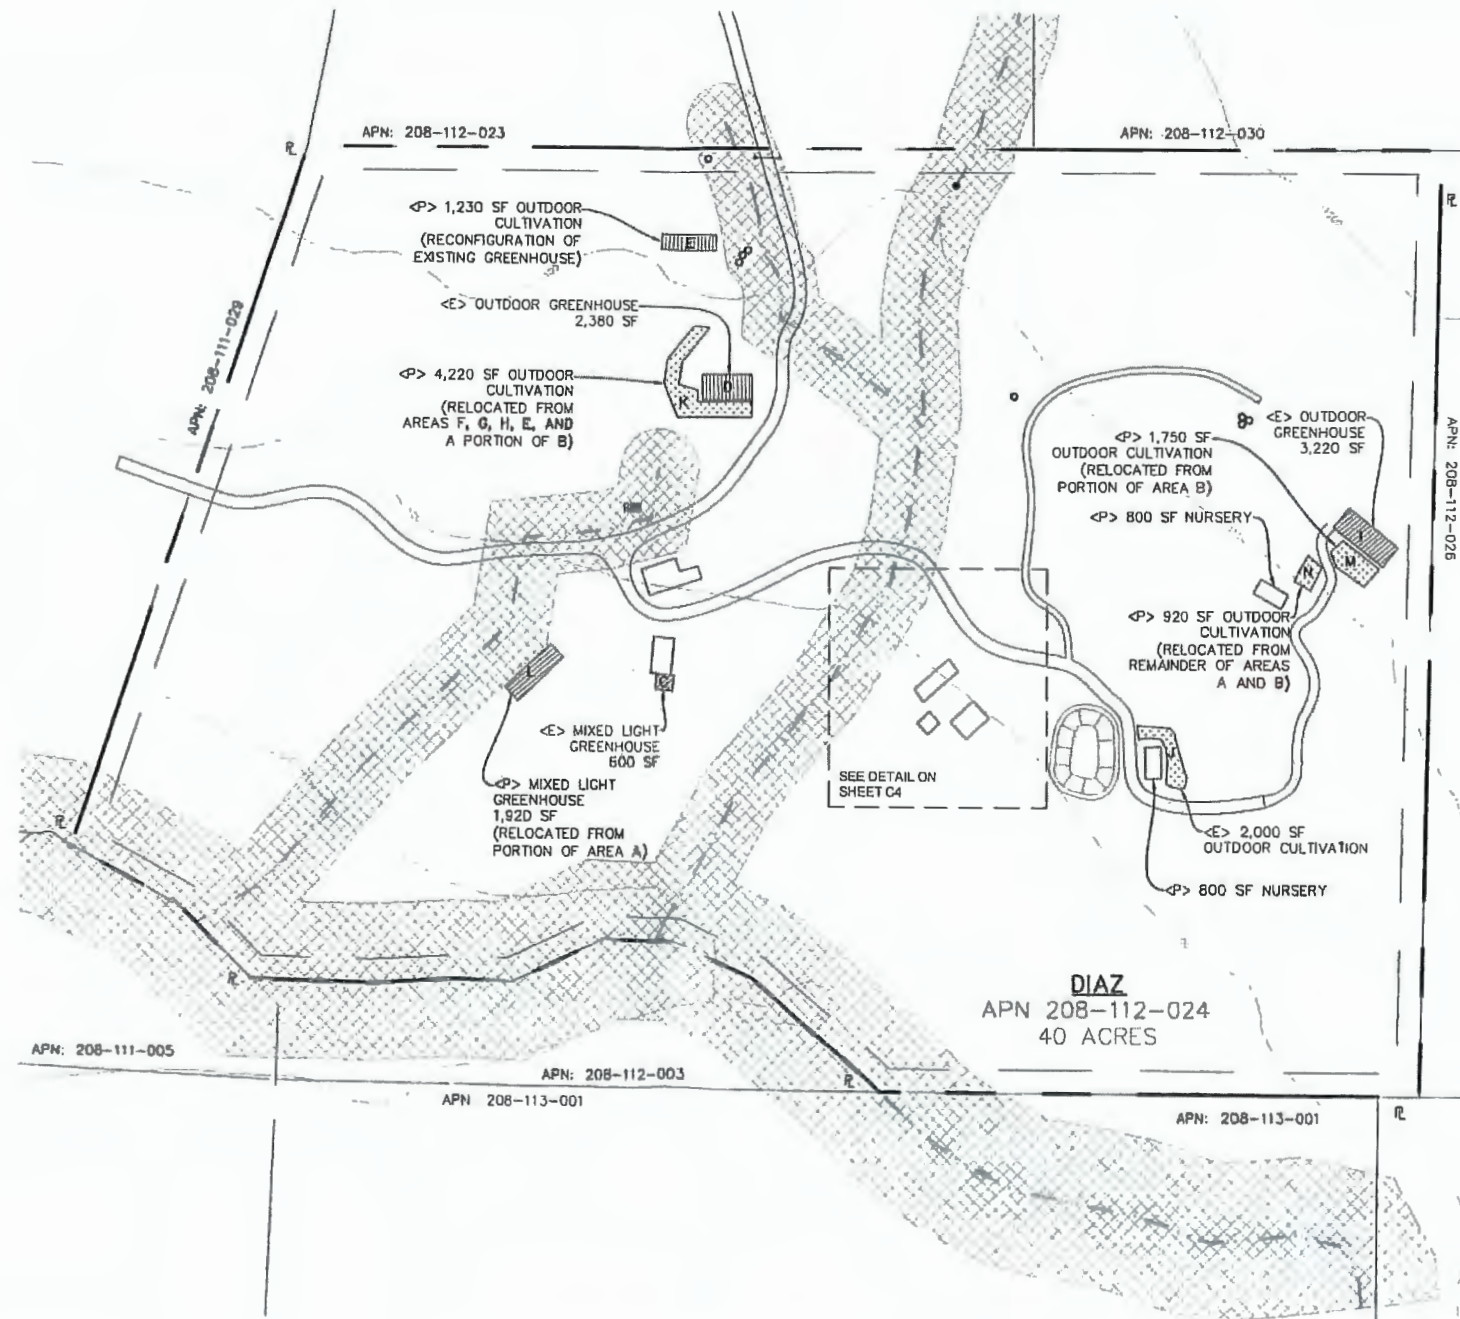 APN: 208-112-023
APN: 208-112-030
PL
PL
<P> 1,230 SF OUTDOOR
CULTIVATION
(RECONFIGURATION OF
EXISTING GREENHOUSE)
E
<E> OUTDOOR GREENHOUSE
2,380 SF
APN: 208-111-029
<P> 4,220 SF OUTDOOR
CULTIVATION
(RELOCATED FROM
AREAS F, G, H, E, AND
A PORTION OF B)
D
K
<E> OUTDOOR
GREENHOUSE
3,220 SF
<P> 1,750 SF
OUTDOOR CULTIVATION
(RELOCATED FROM
PORTION OF AREA B)
<P> 800 SF NURSERY
APN: 208-112-026
I
M
N
<P> 920 SF OUTDOOR
CULTIVATION
(RELOCATED FROM
REMAINDER OF AREAS
A AND B)
L
C
<E> MIXED LIGHT
GREENHOUSE
600 SF
<P> MIXED LIGHT
GREENHOUSE
1,920 SF
(RELOCATED FROM
PORTION OF AREA A)
SEE DETAIL ON
SHEET C4
J
<E> 2,000 SF
OUTDOOR CULTIVATION
<P> 800 SF NURSERY
PL
PL
DIAZ
APN 208-112-024
40 ACRES
APN: 208-111-005
APN: 208-112-003
APN 208-113-001
PL
APN: 208-113-001
PL